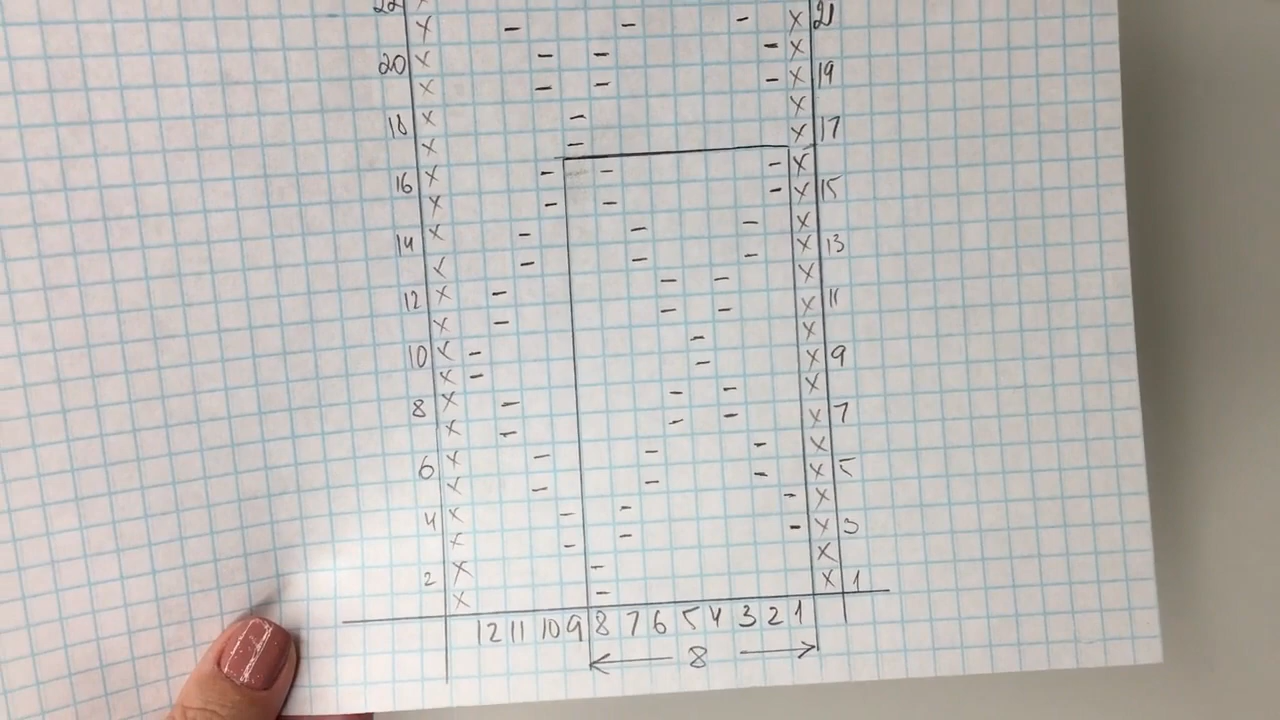 22 x
x - - - x 21
x - - - x
20 x - - - x 19
18 x - x
x - x 17
16 x - - - x
x - - - x 15
14 x - - - x
x - - - x 13
12 x - - - x
x - - - x 11
10 x - - x
x - - x 9
8 x - - - x
x - - - x 7
6 x - - - x
x - - - x 5
4 x - - - x
x - - - x 3
2 x - x
x - x 1
12 11 10 9 8 7 6 5 4 3 2 1
8